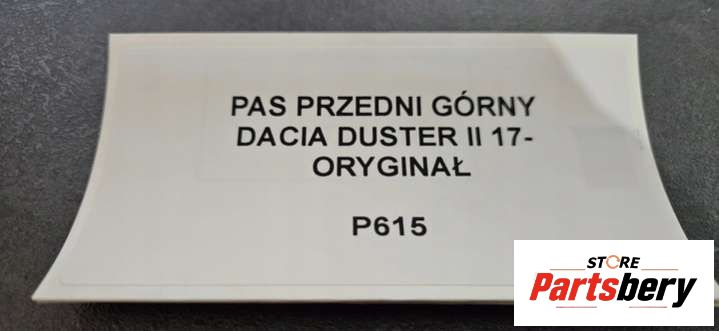 PAS PRZEDNI GÓRNY
DACIA DUSTER II 17-
ORYGINAŁ
P615
STORE
Partsbery